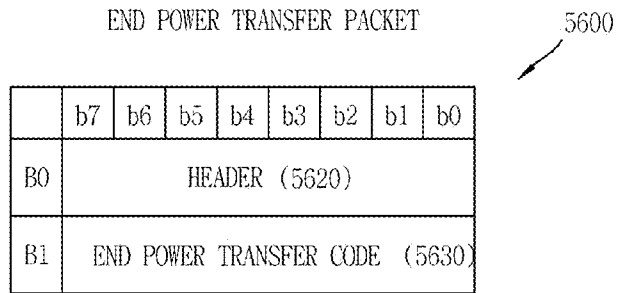 END POWER TRANSFER PACKET
5600
b7 b6 b5 b4 b3 b2 b1 b0
B0 HEADER (5620)
B1 END POWER TRANSFER CODE (5630)